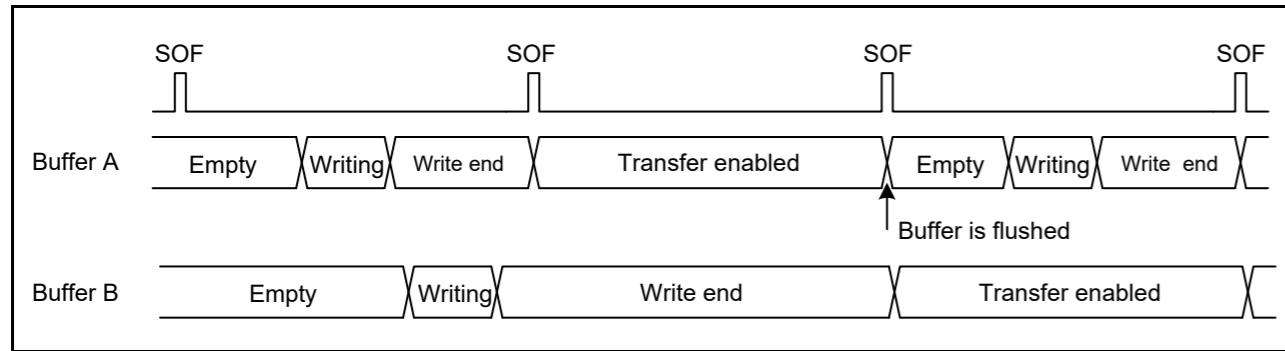 SOF SOF SOF SOF
Buffer A Empty Writing Write end Transfer enabled Empty Writing Write end
Buffer is flushed
Buffer B Empty Writing Write end Transfer enabled